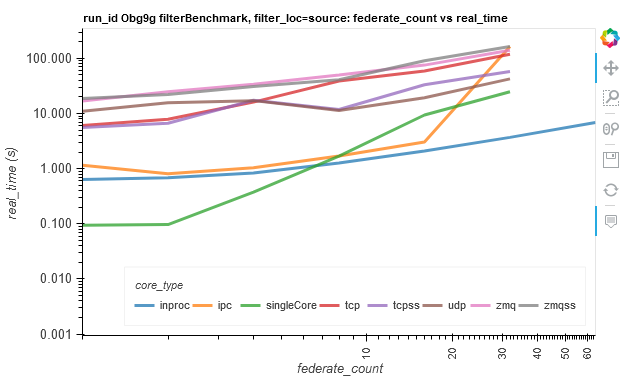 run_id Obg9g filterBenchmark, filter_loc=source: federate_count vs real_time
real_time (s)
100.000
10.000
1.000
0.100
0.010
0.001
core_type
inproc ipc singleCore tcp tcpss udp zmq zmqss
10 20 30 40 50 60
federate_count